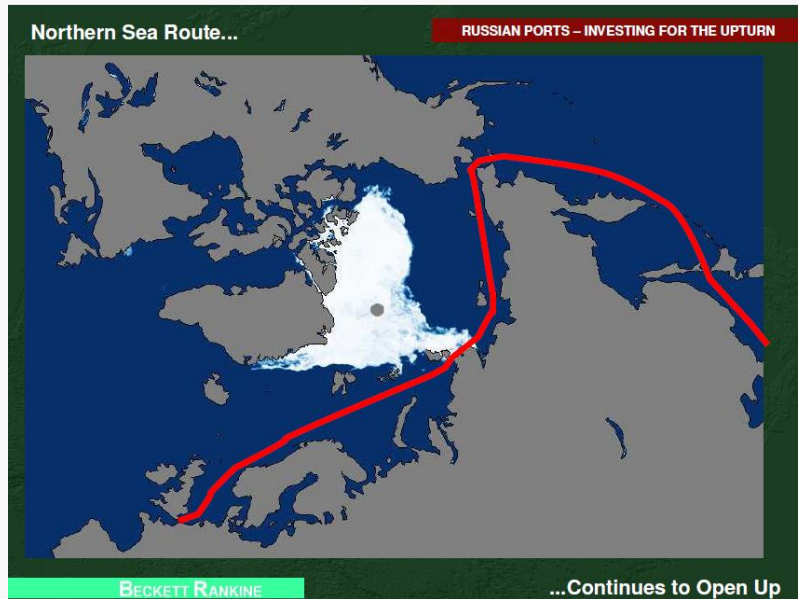 Northern Sea Route...
RUSSIAN PORTS – INVESTING FOR THE UPTURN
BECKETT RANKINE
...Continues to Open Up